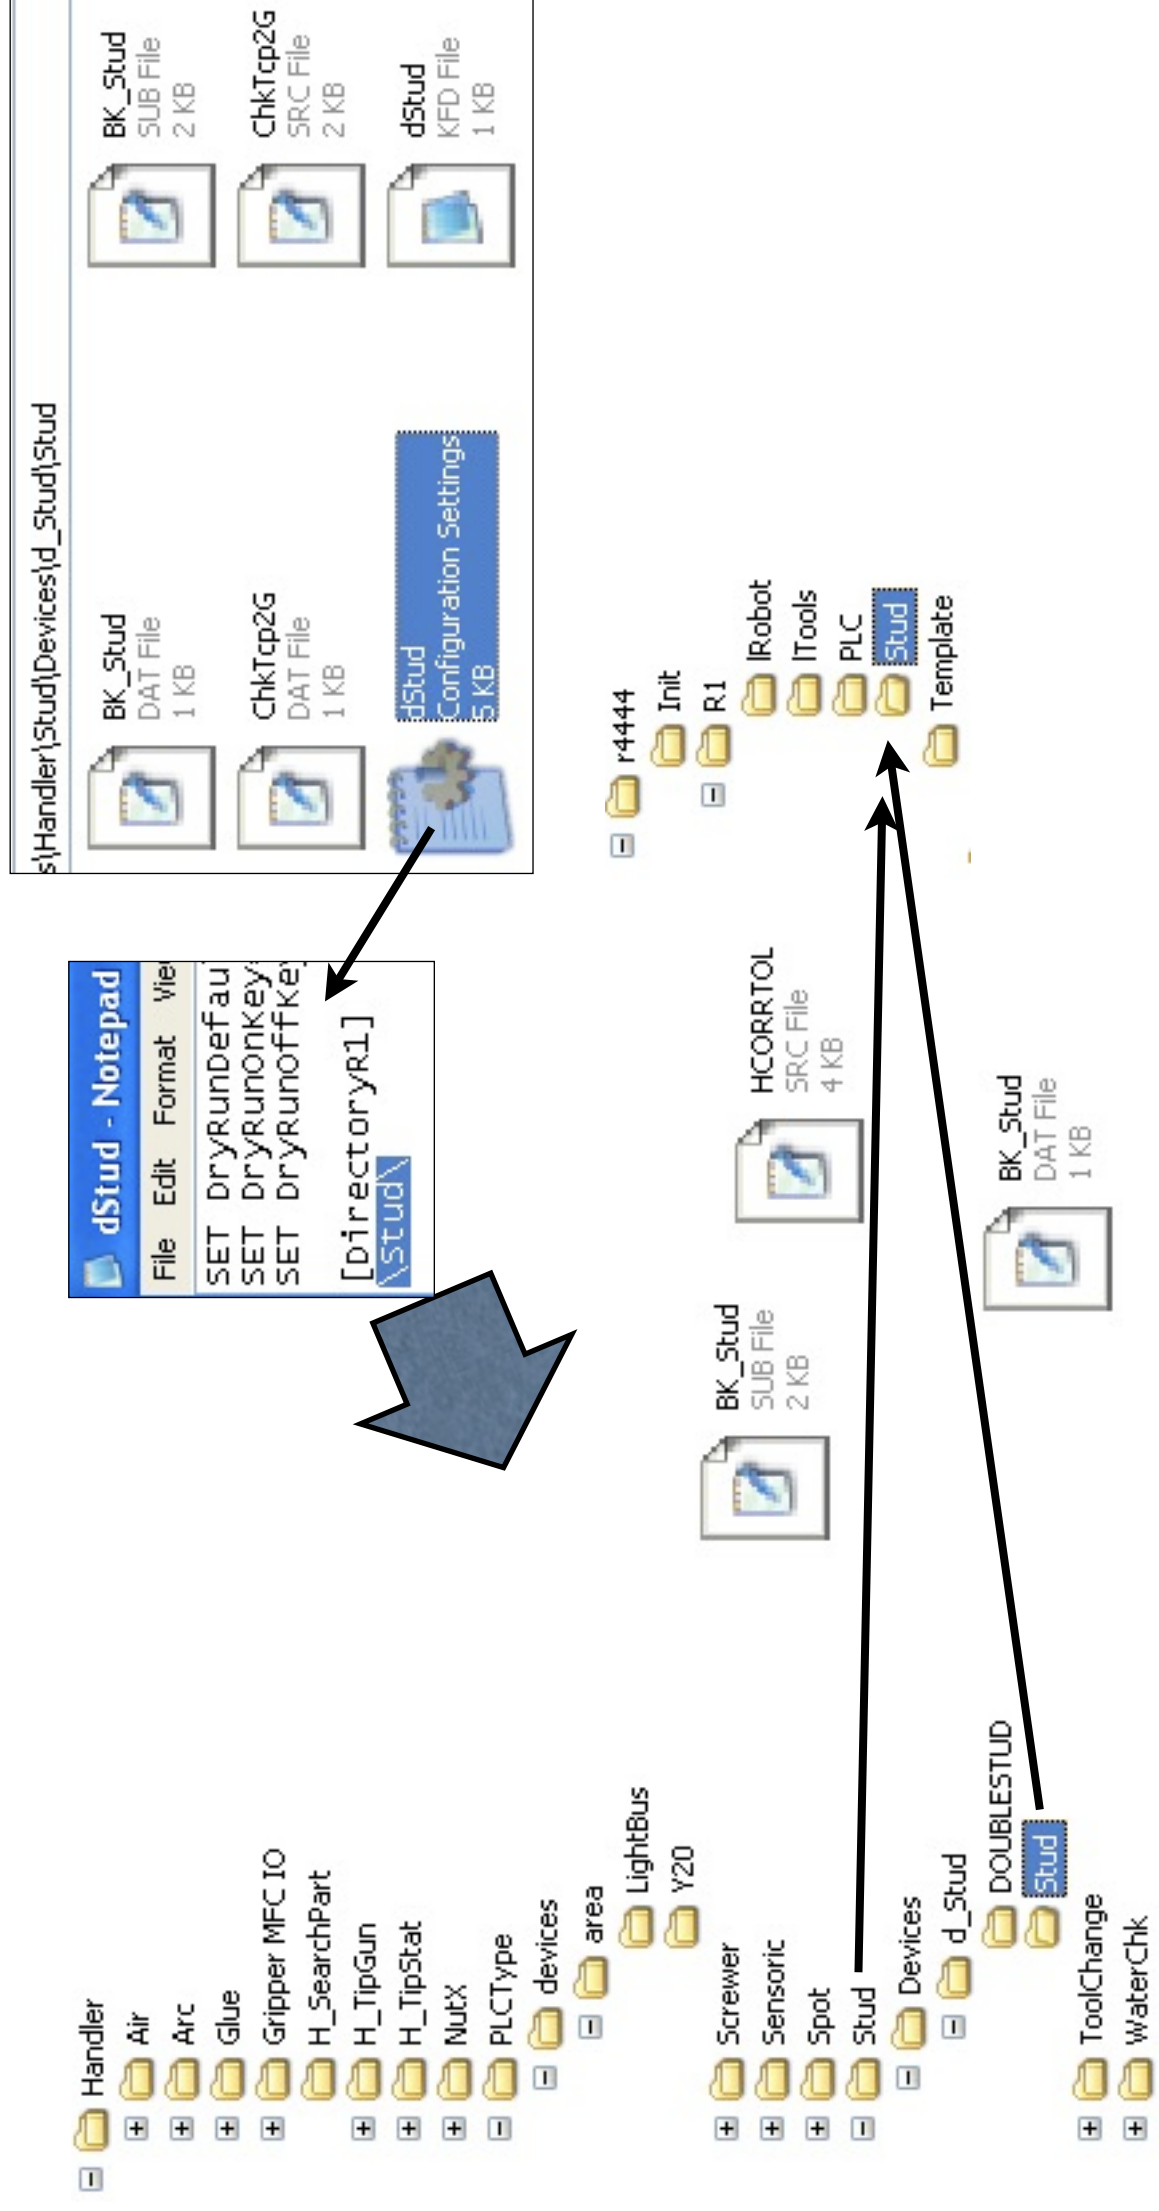 Handler
Air
Arc
Glue
Gripper MFC IO
H_SearchPart
H_TipGun
H_TipStat
NutX
PLCType
devices
area
LightBus
Y20
Screwer
Sensoric
Spot
Stud
Devices
d_Stud
DOUBLESTUD
Stud
ToolChange
WaterChk
dStud - Notepad
File Edit Format Vie
SET DryRunDefau
SET DryRunOnKey
SET DryRunOffKey
[DirectoryR1]
\Stud\
s\Handler\Stud\Devices\d_Stud\Stud
BK_Stud
DAT File
1 KB
BK_Stud
SUB File
2 KB
ChkTcp2G
DAT File
1 KB
ChkTcp2G
SRC File
2 KB
dStud
Configuration Settings
5 KB
dStud
KFD File
1 KB
BK_Stud
SUB File
2 KB
HCORRTOL
SRC File
4 KB
BK_Stud
DAT File
1 KB
r4444
Init
R1
IRobot
ITools
PLC
Stud
Template